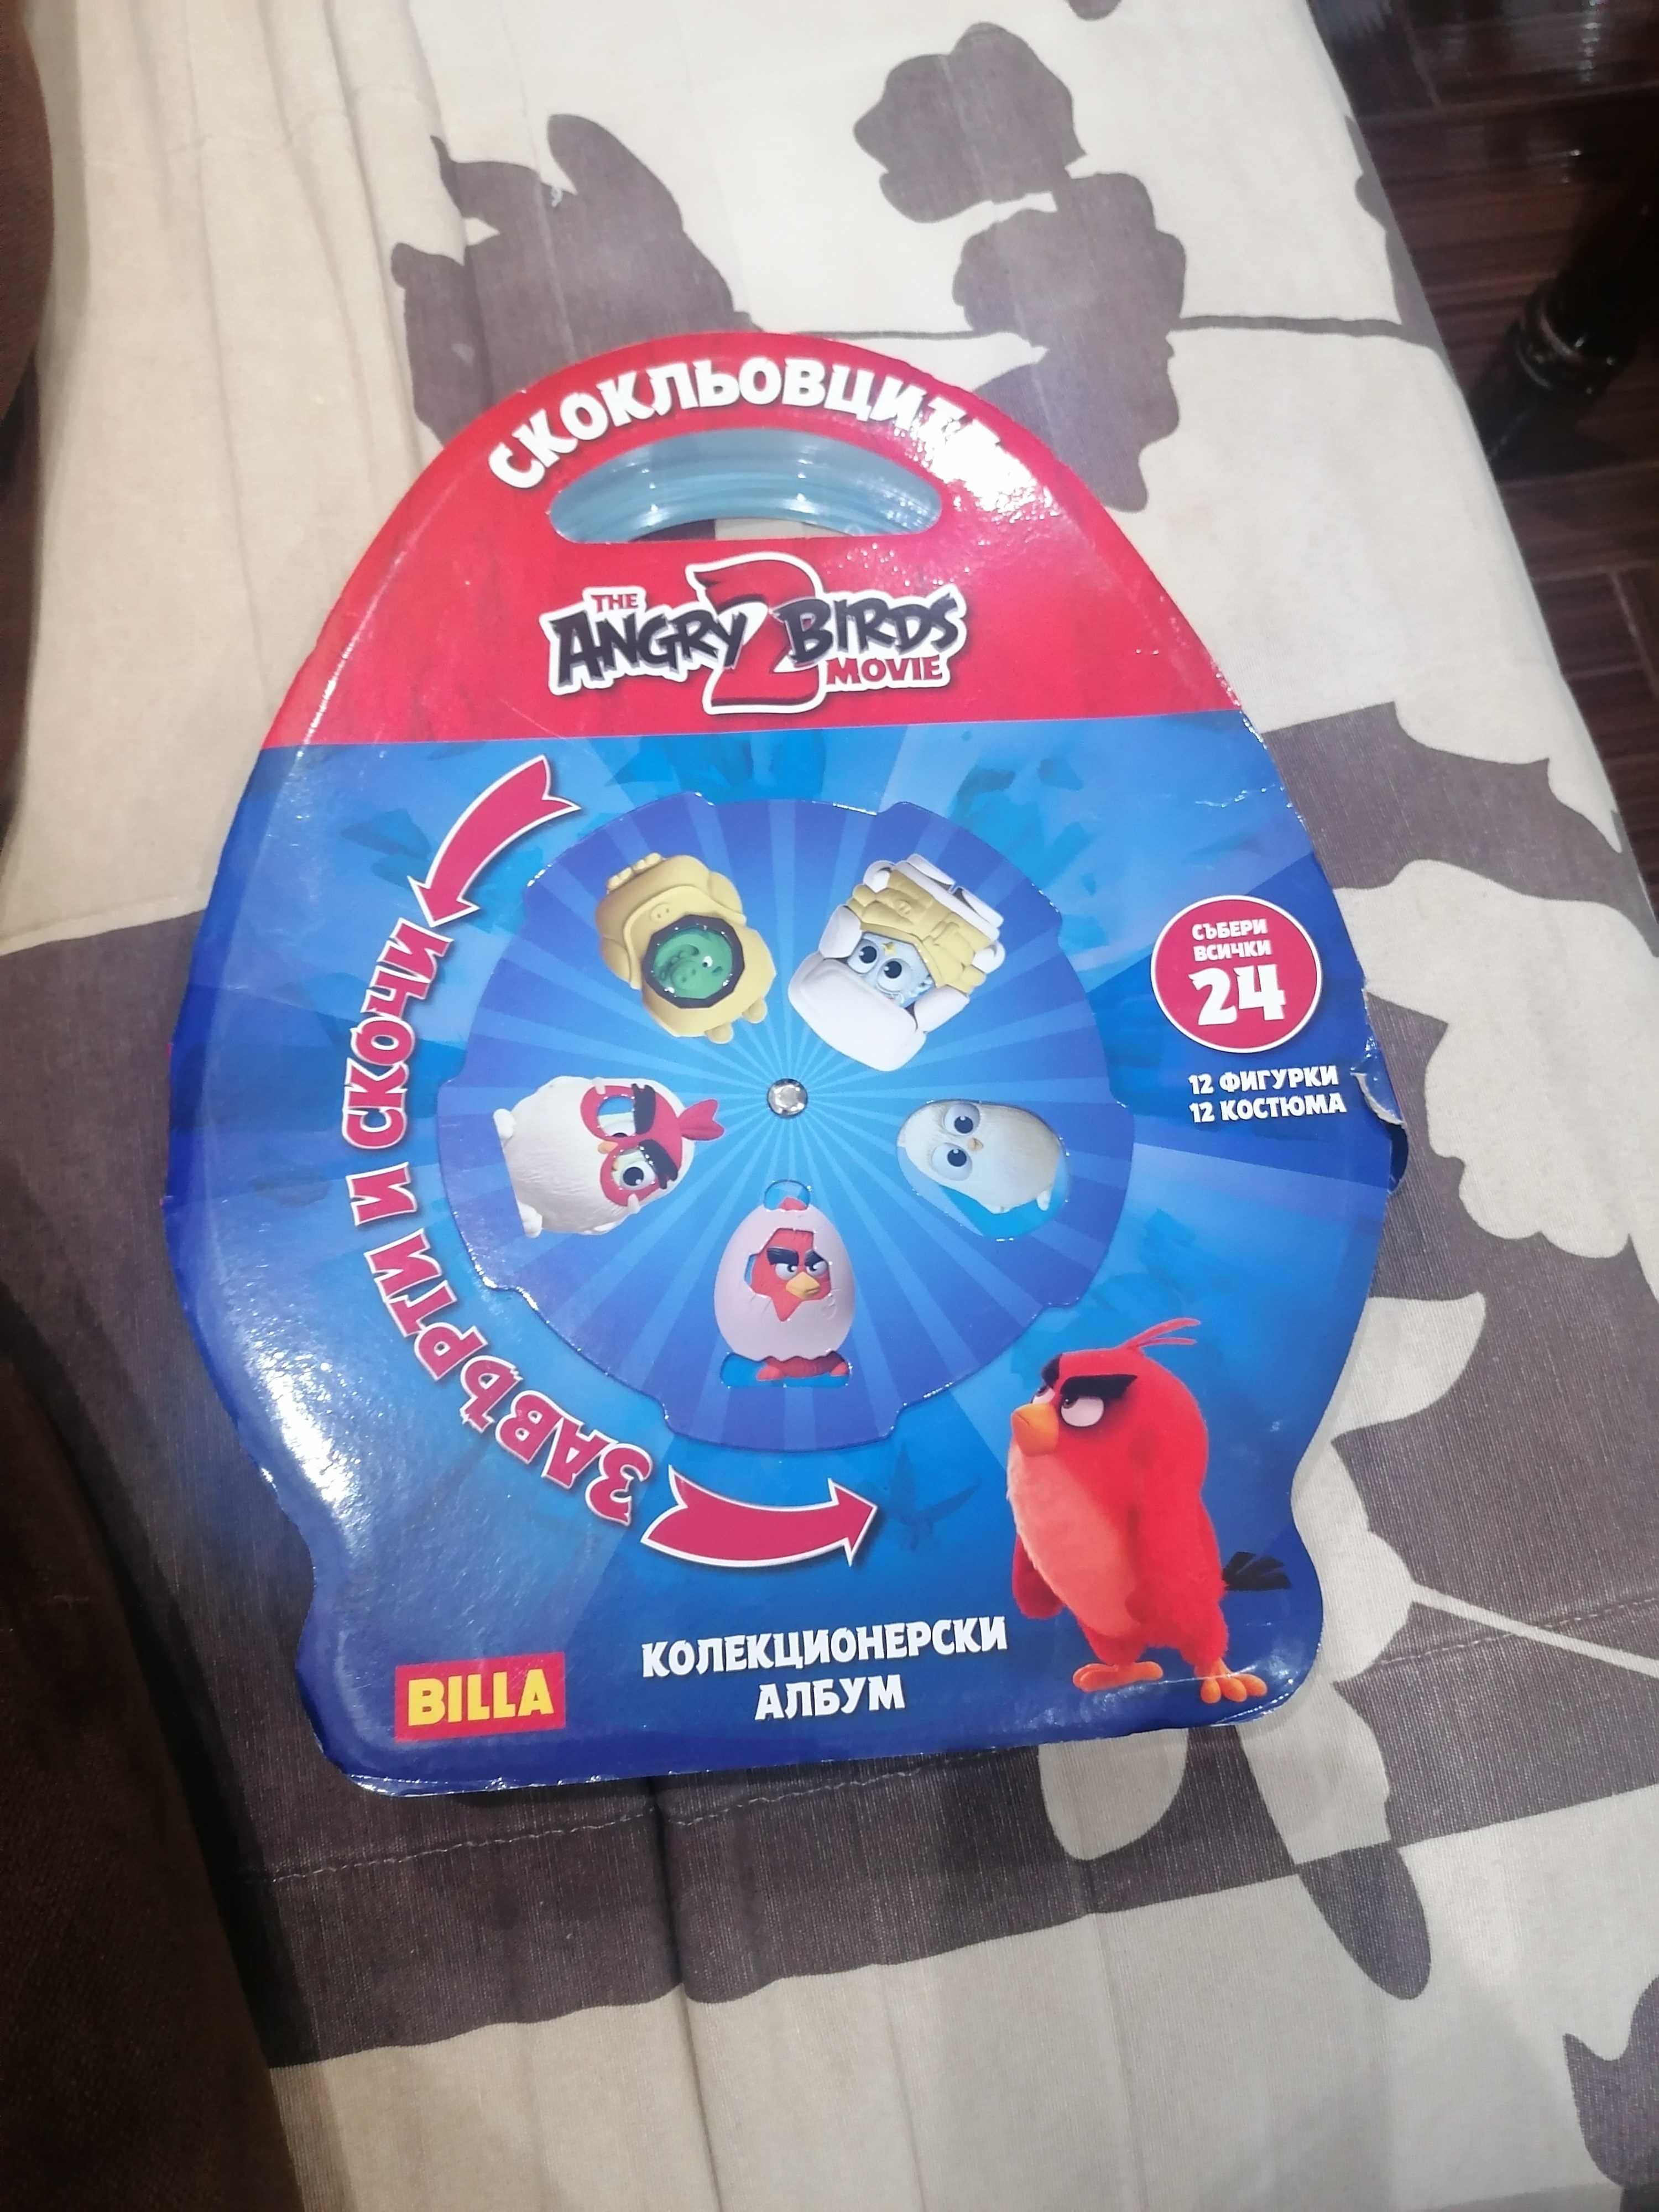 СКОКЛЬОВЦИТЕ
THE
ANGRY 2 BIRDS
MOVIE
СЪБЕРИ
ВСИЧКИ
24
12 ФИГУРКИ
12 КОСТЮМА
ЗАВЪРТИ И СКОЧИ
КОЛЕКЦИОНЕРСКИ
АЛБУМ
BILLA